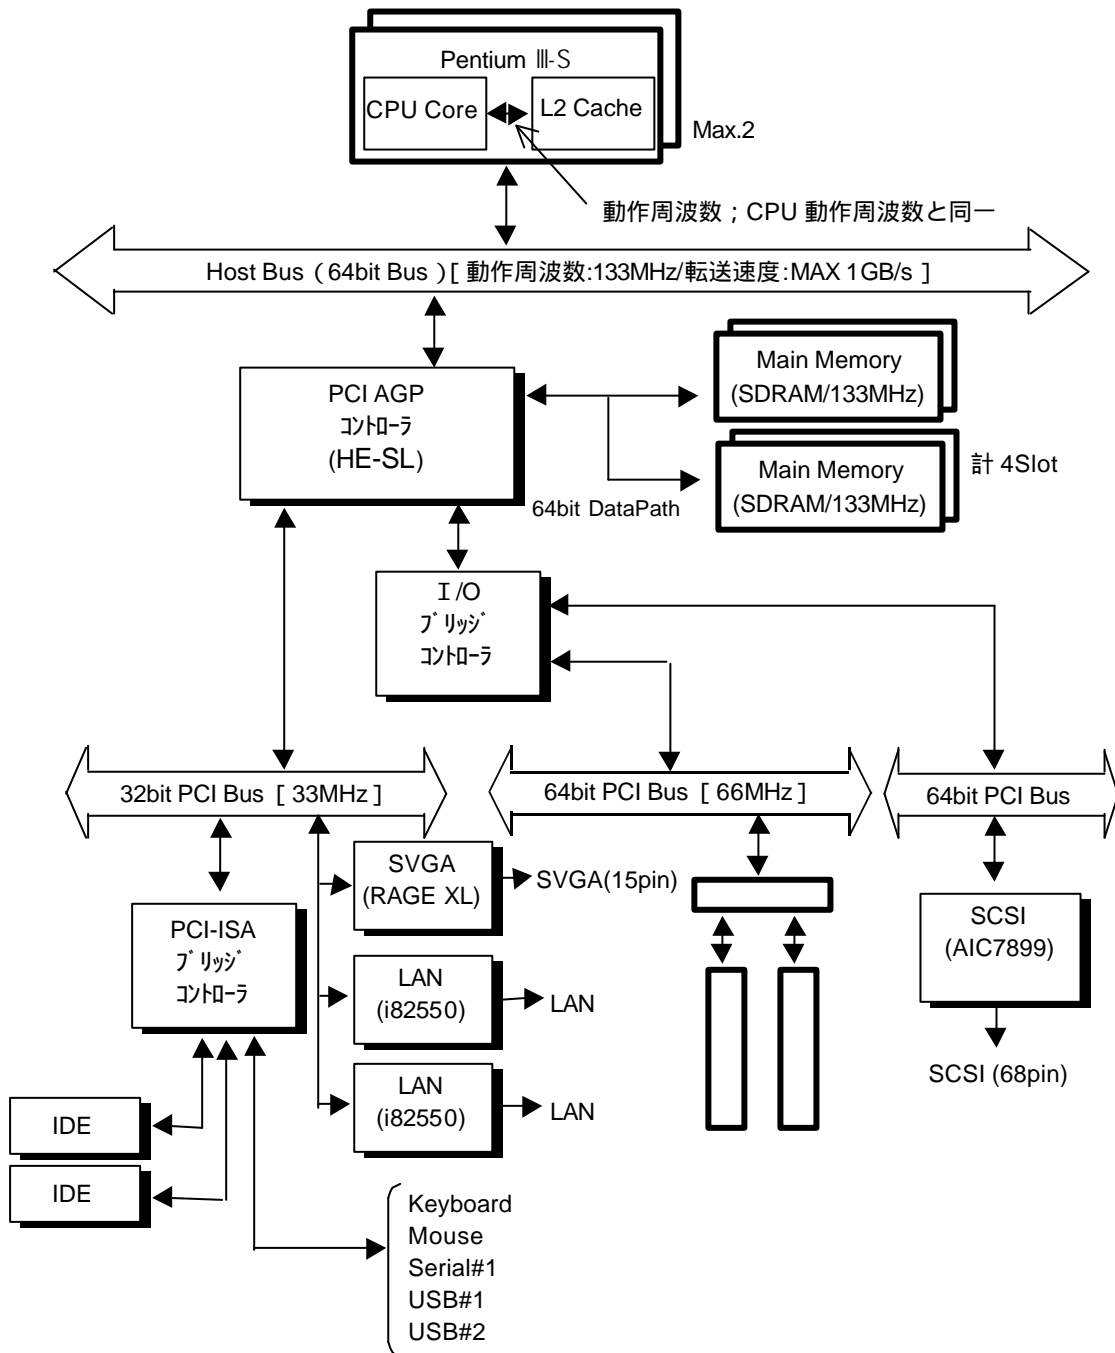 Pentium Ⅲ-S
CPU Core
L2 Cache
Max.2
動作周波数；CPU 動作周波数と同一
Host Bus（64bit Bus）[ 動作周波数:133MHz/転送速度:MAX 1GB/s ]
PCI AGP
ｺﾝﾄﾛｰﾗ
(HE-SL)
Main Memory
(SDRAM/133MHz)
Main Memory
(SDRAM/133MHz)
計 4Slot
64bit DataPath
Ｉ/O
ﾌﾞﾘｯｼﾞ
ｺﾝﾄﾛｰﾗ
32bit PCI Bus [ 33MHz ]
64bit PCI Bus [ 66MHz ]
64bit PCI Bus
SVGA
(RAGE XL)
SVGA(15pin)
PCI-ISA
ﾌﾞﾘｯｼﾞ
ｺﾝﾄﾛｰﾗ
SCSI
(AIC7899)
LAN
(i82550)
LAN
SCSI (68pin)
LAN
(i82550)
LAN
IDE
IDE
Keyboard
Mouse
Serial#1
USB#1
USB#2